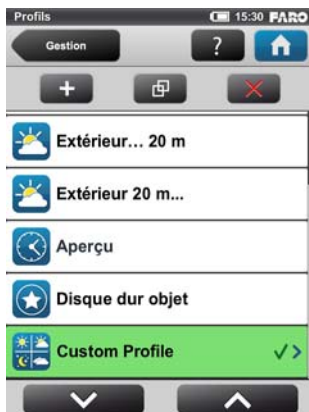 Profils 15:30 FARO
Gestion ?
Extérieur... 20 m
Extérieur 20 m...
Aperçu
Disque dur objet
Custom Profile